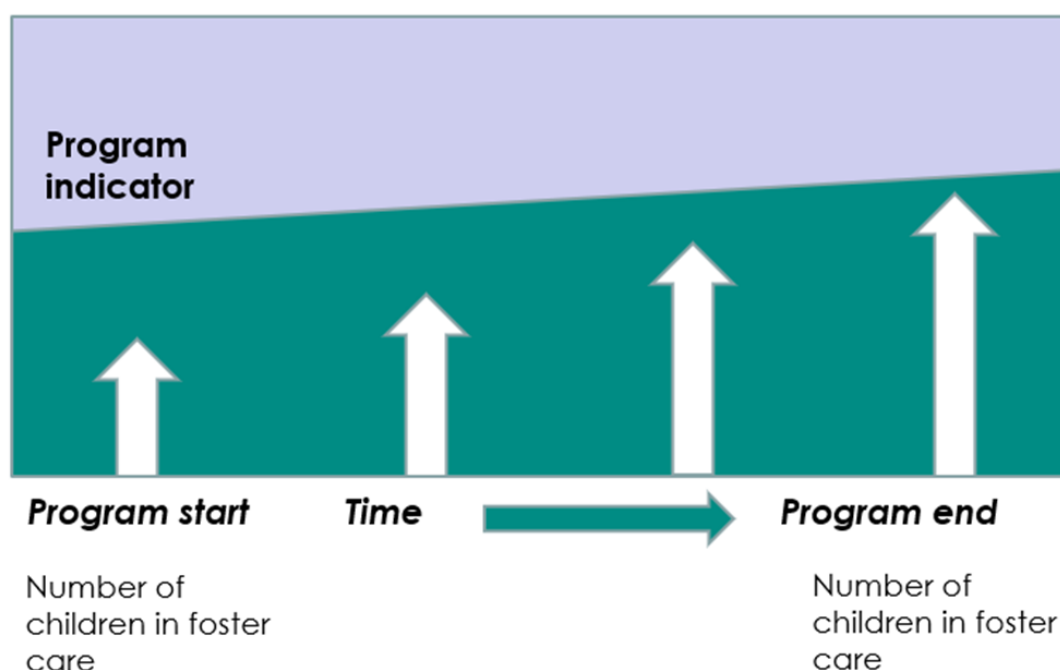 Program
indicator
Program start
Time
Program end
Number of
children in foster
care
Number of
children in foster
care